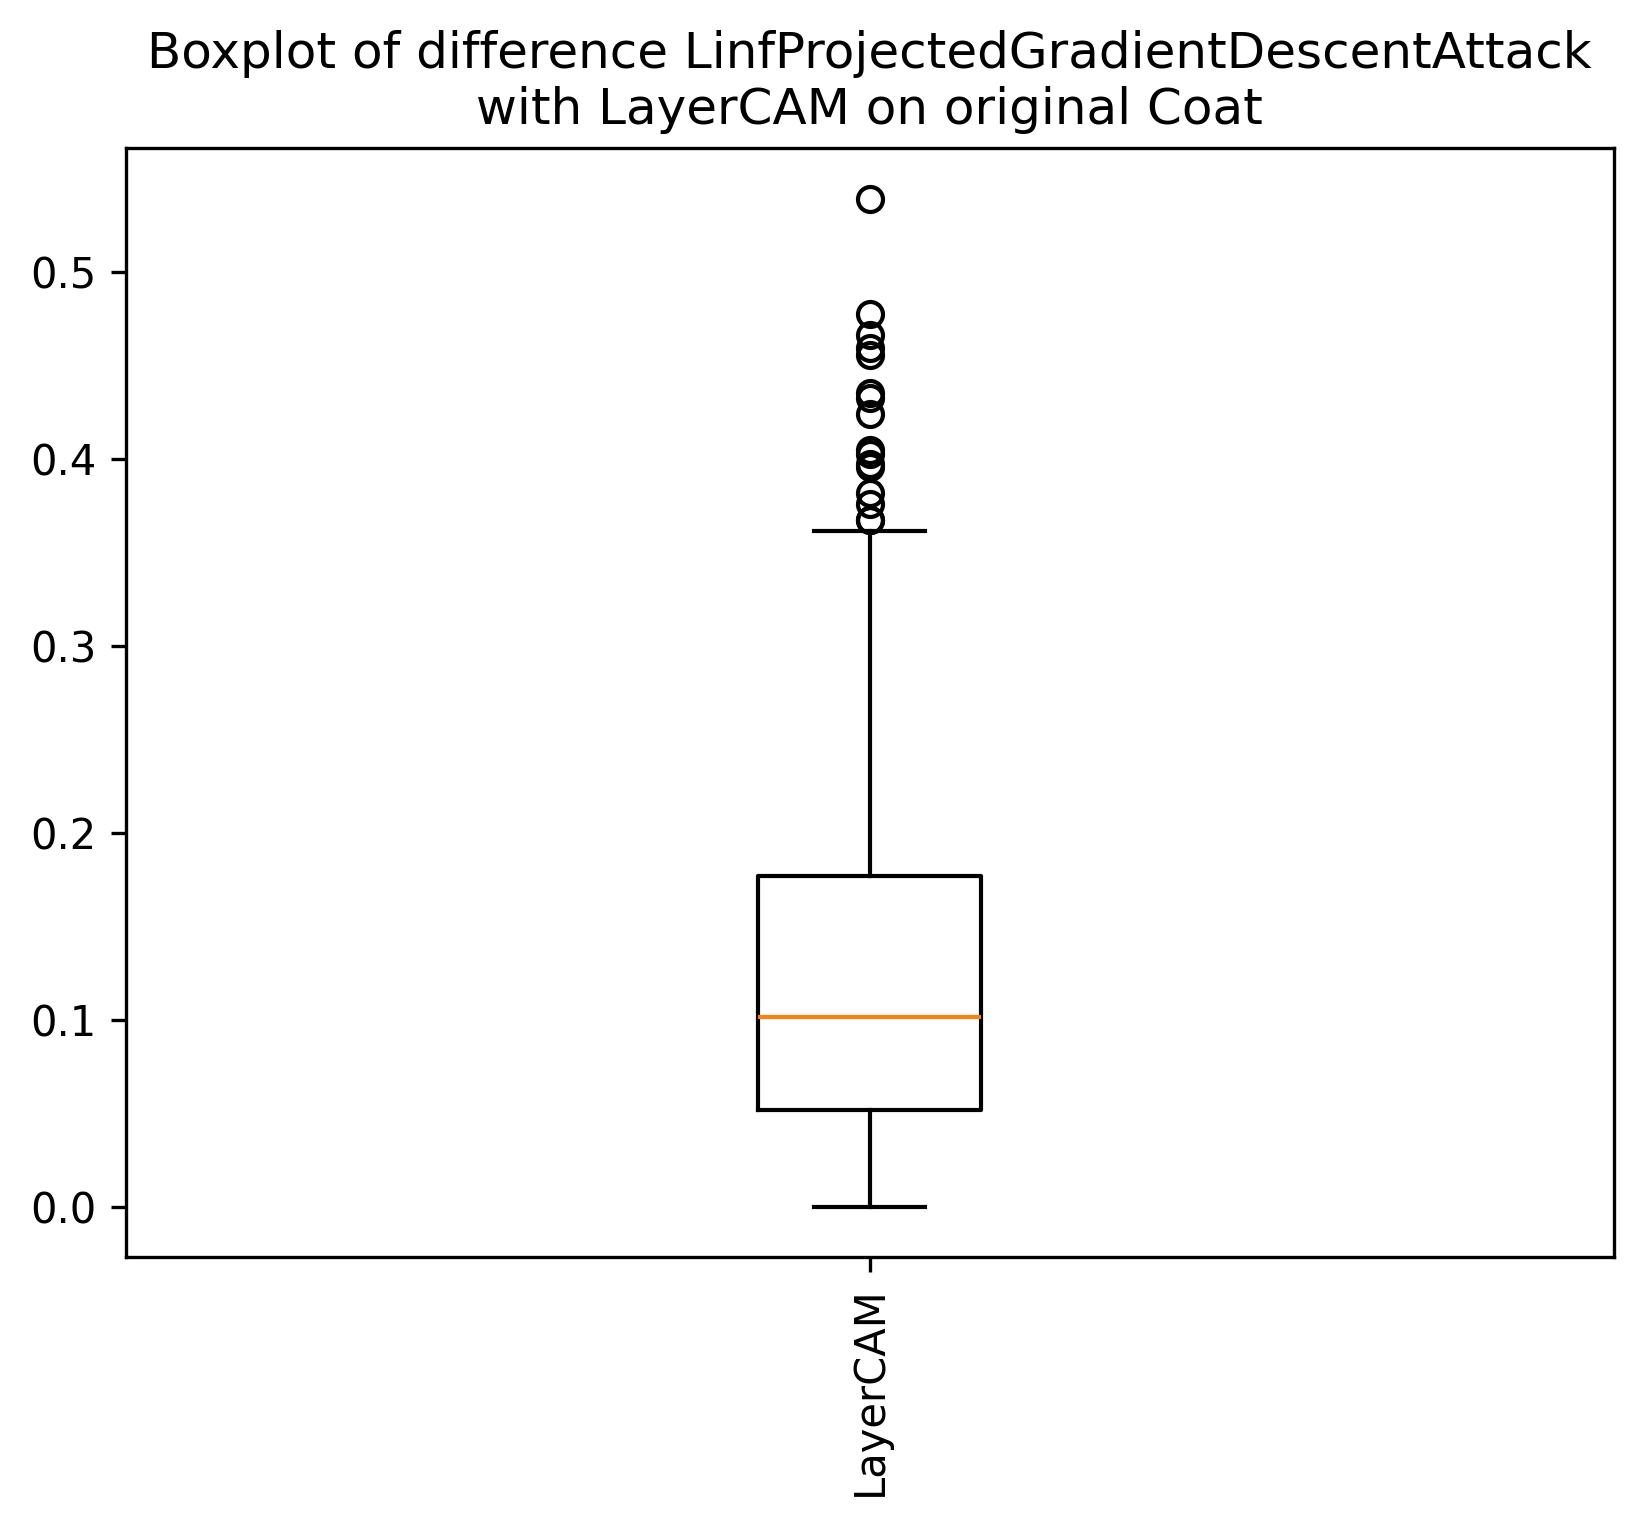 Boxplot of difference LinfProjectedGradientDescentAttack
with LayerCAM on original Coat
0.5
0.4
0.3
0.2
0.1
0.0
LayerCAM